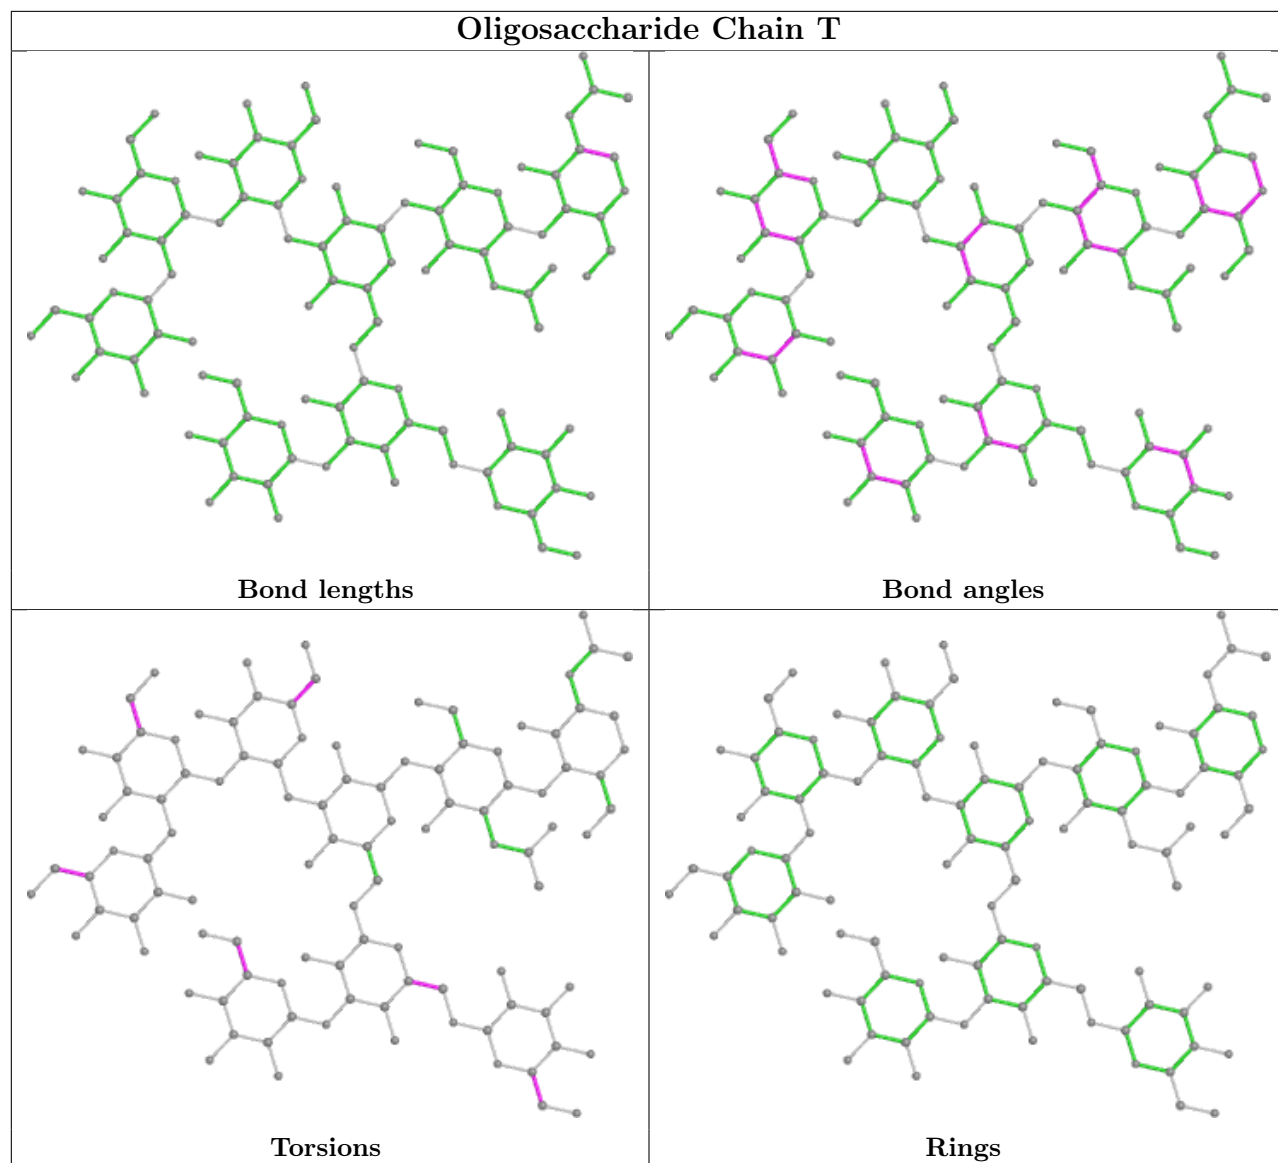 Oligosaccharide Chain T
Bond lengths
Bond angles
Torsions
Rings